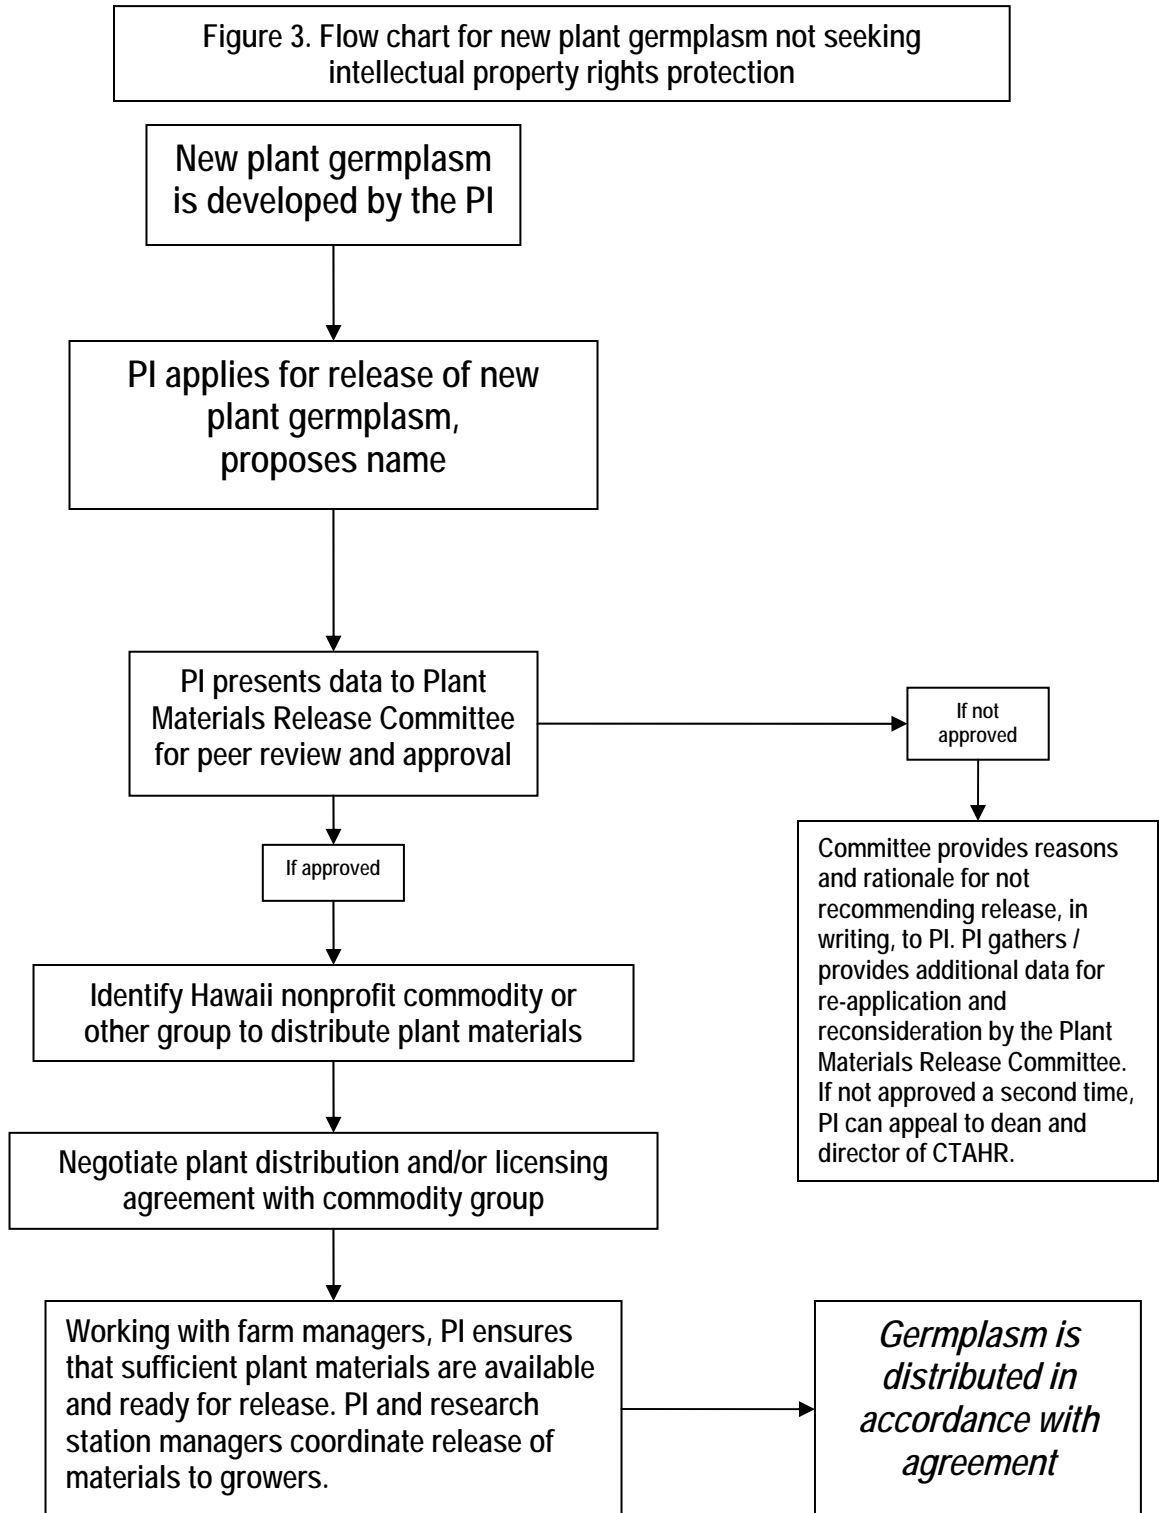 Figure 3. Flow chart for new plant germplasm not seeking
intellectual property rights protection
New plant germplasm
is developed by the PI
PI applies for release of new
plant germplasm,
proposes name
PI presents data to Plant
Materials Release Committee
for peer review and approval
If not
approved
If approved
Committee provides reasons
and rationale for not
recommending release, in
writing, to PI. PI gathers /
provides additional data for
re-application and
reconsideration by the Plant
Materials Release Committee.
If not approved a second time,
PI can appeal to dean and
director of CTAHR.
Identify Hawaii nonprofit commodity or
other group to distribute plant materials
Negotiate plant distribution and/or licensing
agreement with commodity group
Working with farm managers, PI ensures
that sufficient plant materials are available
and ready for release. PI and research
station managers coordinate release of
materials to growers.
Germplasm is
distributed in
accordance with
agreement